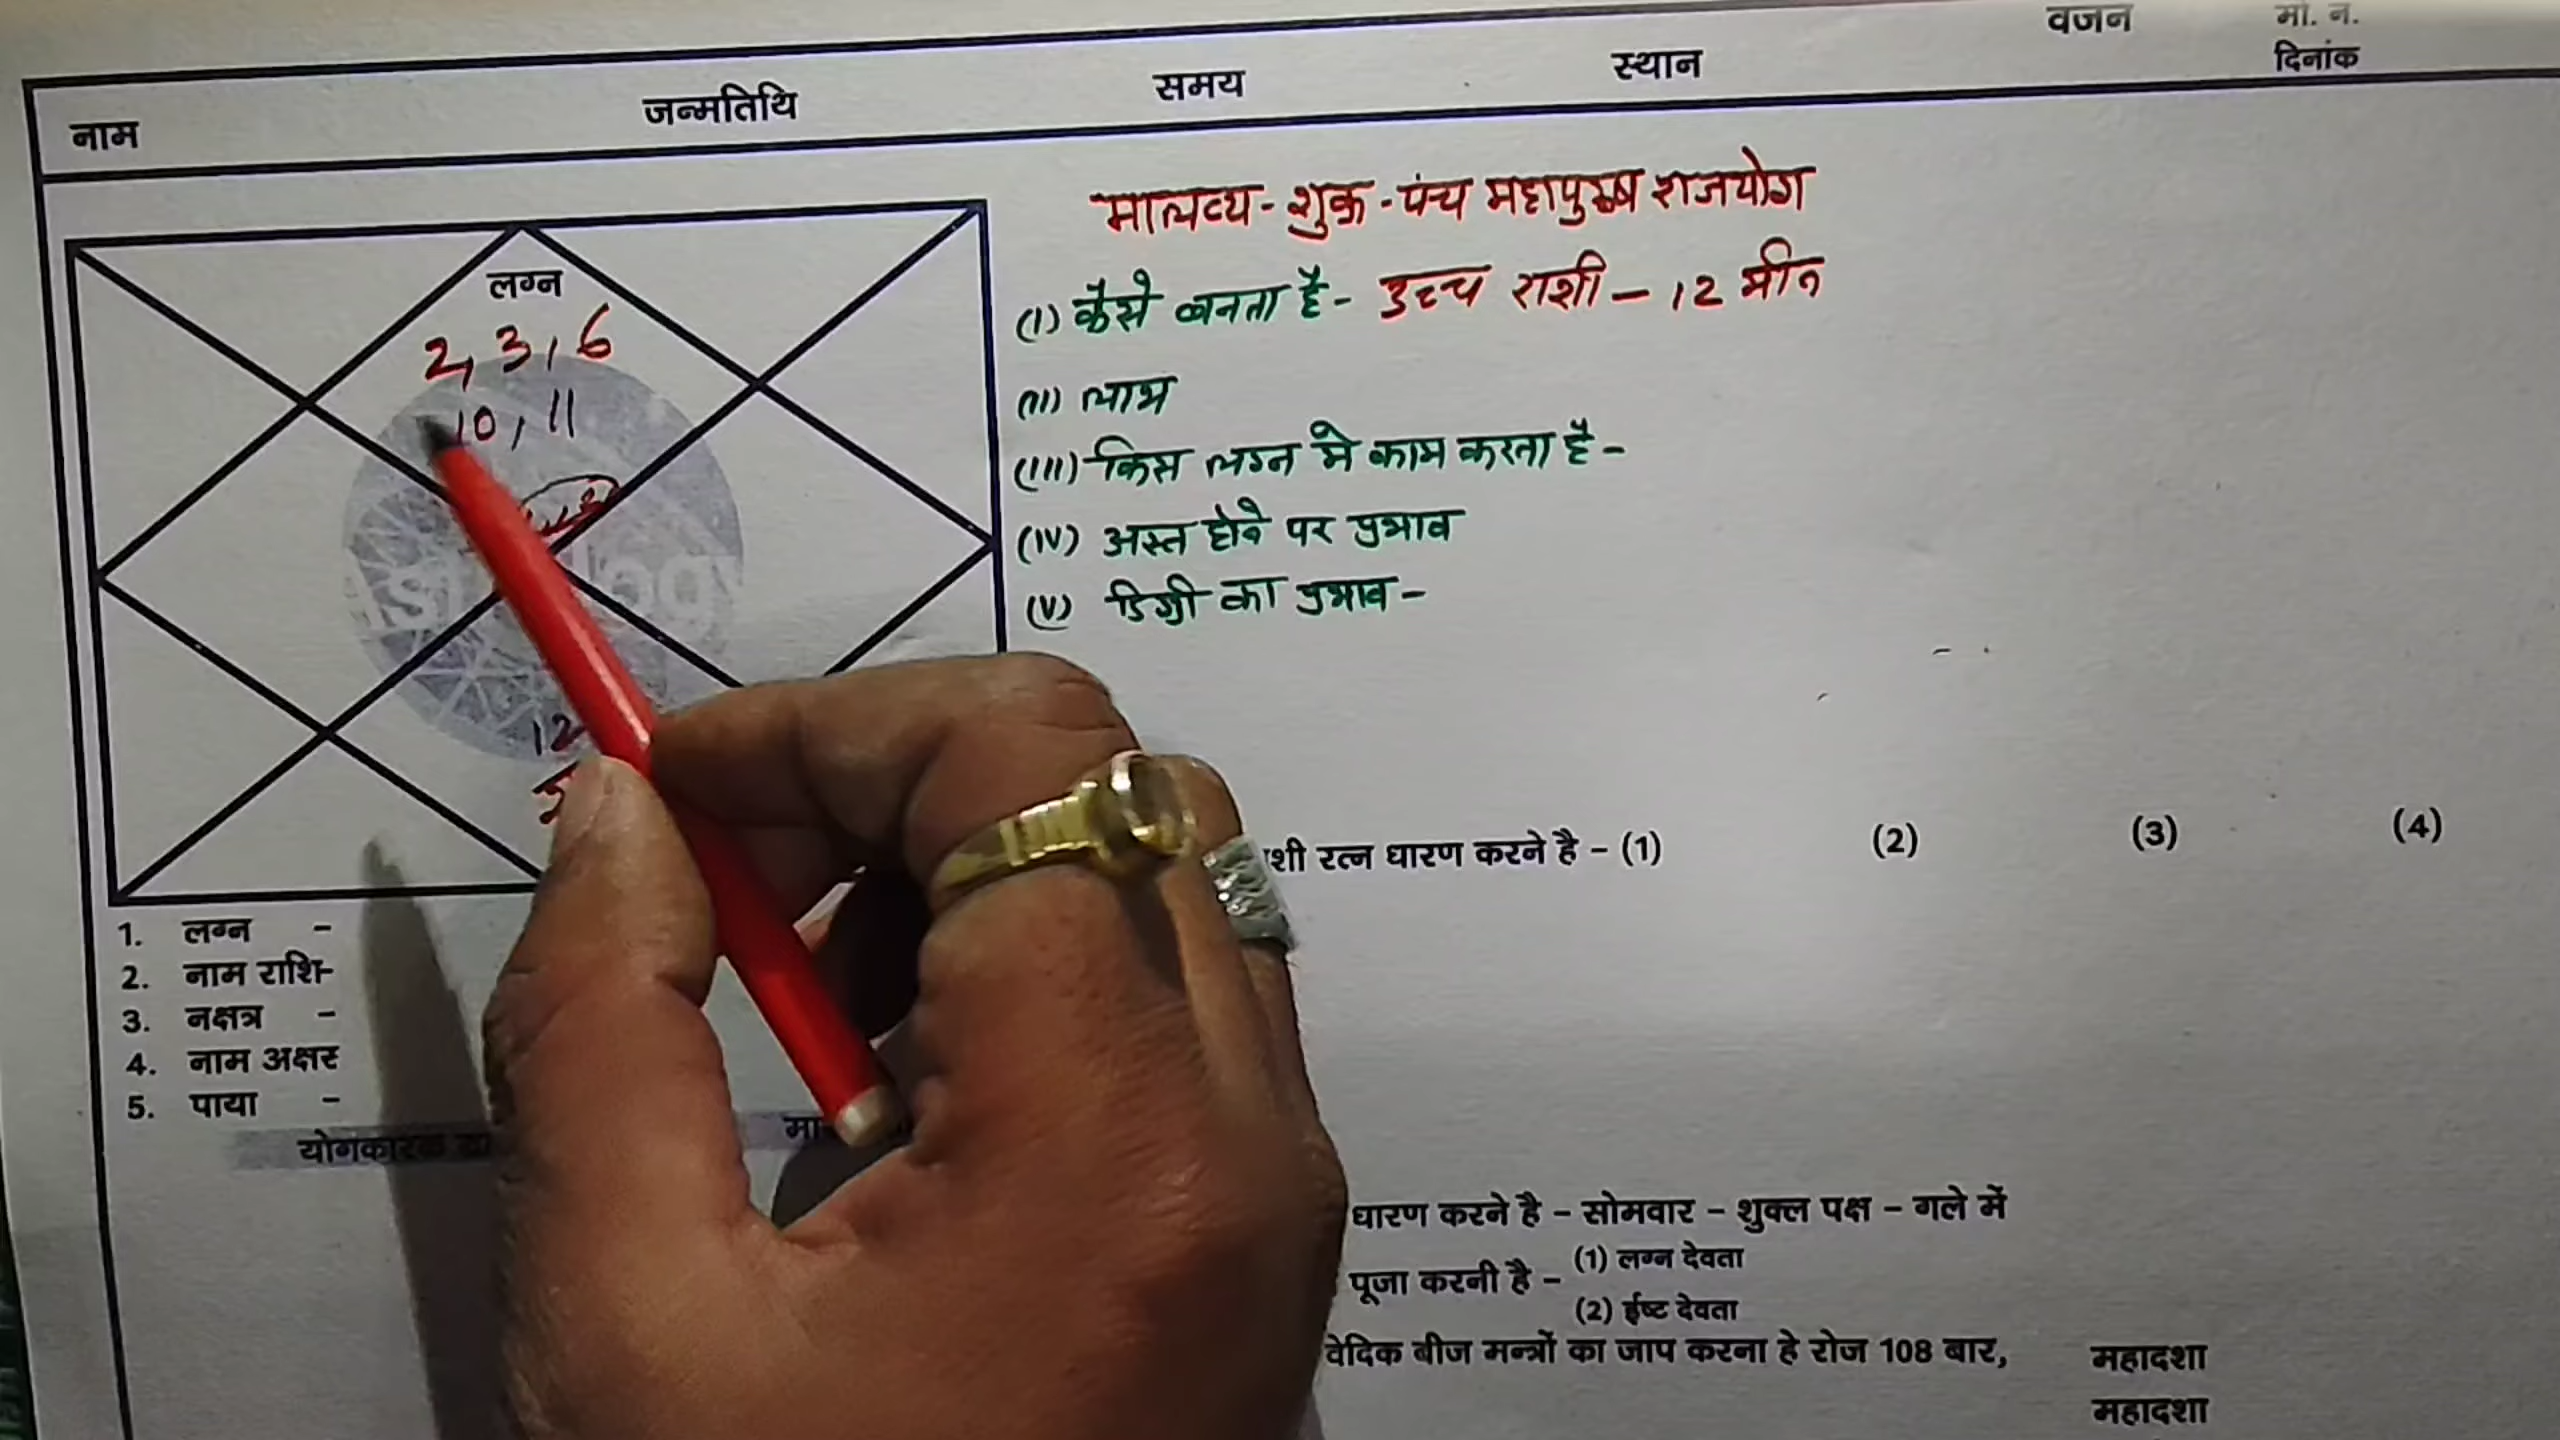 वजन
मो. न.
नाम
जन्मतिथि
समय
स्थान
दिनांक
मालव्य - शुक्र - पंच महापुरुष राजयोग
लग्न
2, 3, 6
10, 11
(I) कैसे बनता है - उच्च राशी - 12 मीन
(II) लाभ
(III) किस लग्न मे काम करता है -
(IV) अस्त होने पर प्रभाव
(V) डिग्री का प्रभाव -
12
शी रत्न धारण करने है - (1)
(2)
(3)
(4)
1. लग्न -
2. नाम राशि-
3. नक्षत्र -
4. नाम अक्षर
5. पाया -
योगकारक
धारण करने है - सोमवार - शुक्ल पक्ष - गले में
पूजा करनी है - (1) लग्न देवता
(2) ईष्ट देवता
वेदिक बीज मन्त्रों का जाप करना हे रोज 108 बार,
महादशा
महादशा